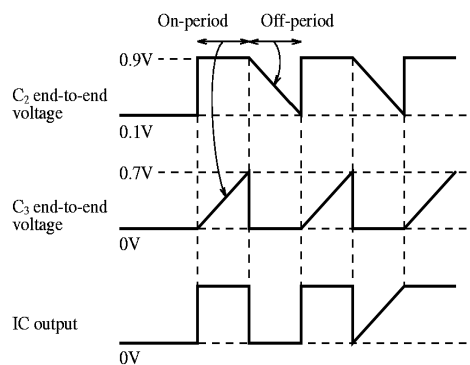 On-period Off-period
0.9V
C2 end-to-end
voltage
0.1V
0.7V
C3 end-to-end
voltage
0V
IC output
0V